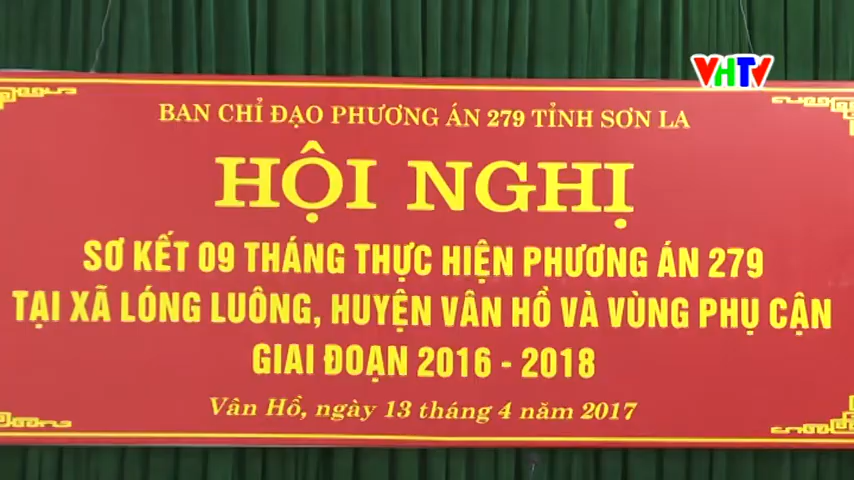 VHTV
BAN CHỈ ĐẠO PHƯƠNG ÁN 279 TỈNH SƠN LA
HỘI NGHỊ
SƠ KẾT 09 THÁNG THỰC HIỆN PHƯƠNG ÁN 279
TẠI XÃ LÓNG LUÔNG, HUYỆN VÂN HỒ VÀ VÙNG PHỤ CẬN
GIAI ĐOẠN 2016 - 2018
Vân Hồ, ngày 13 tháng 4 năm 2017